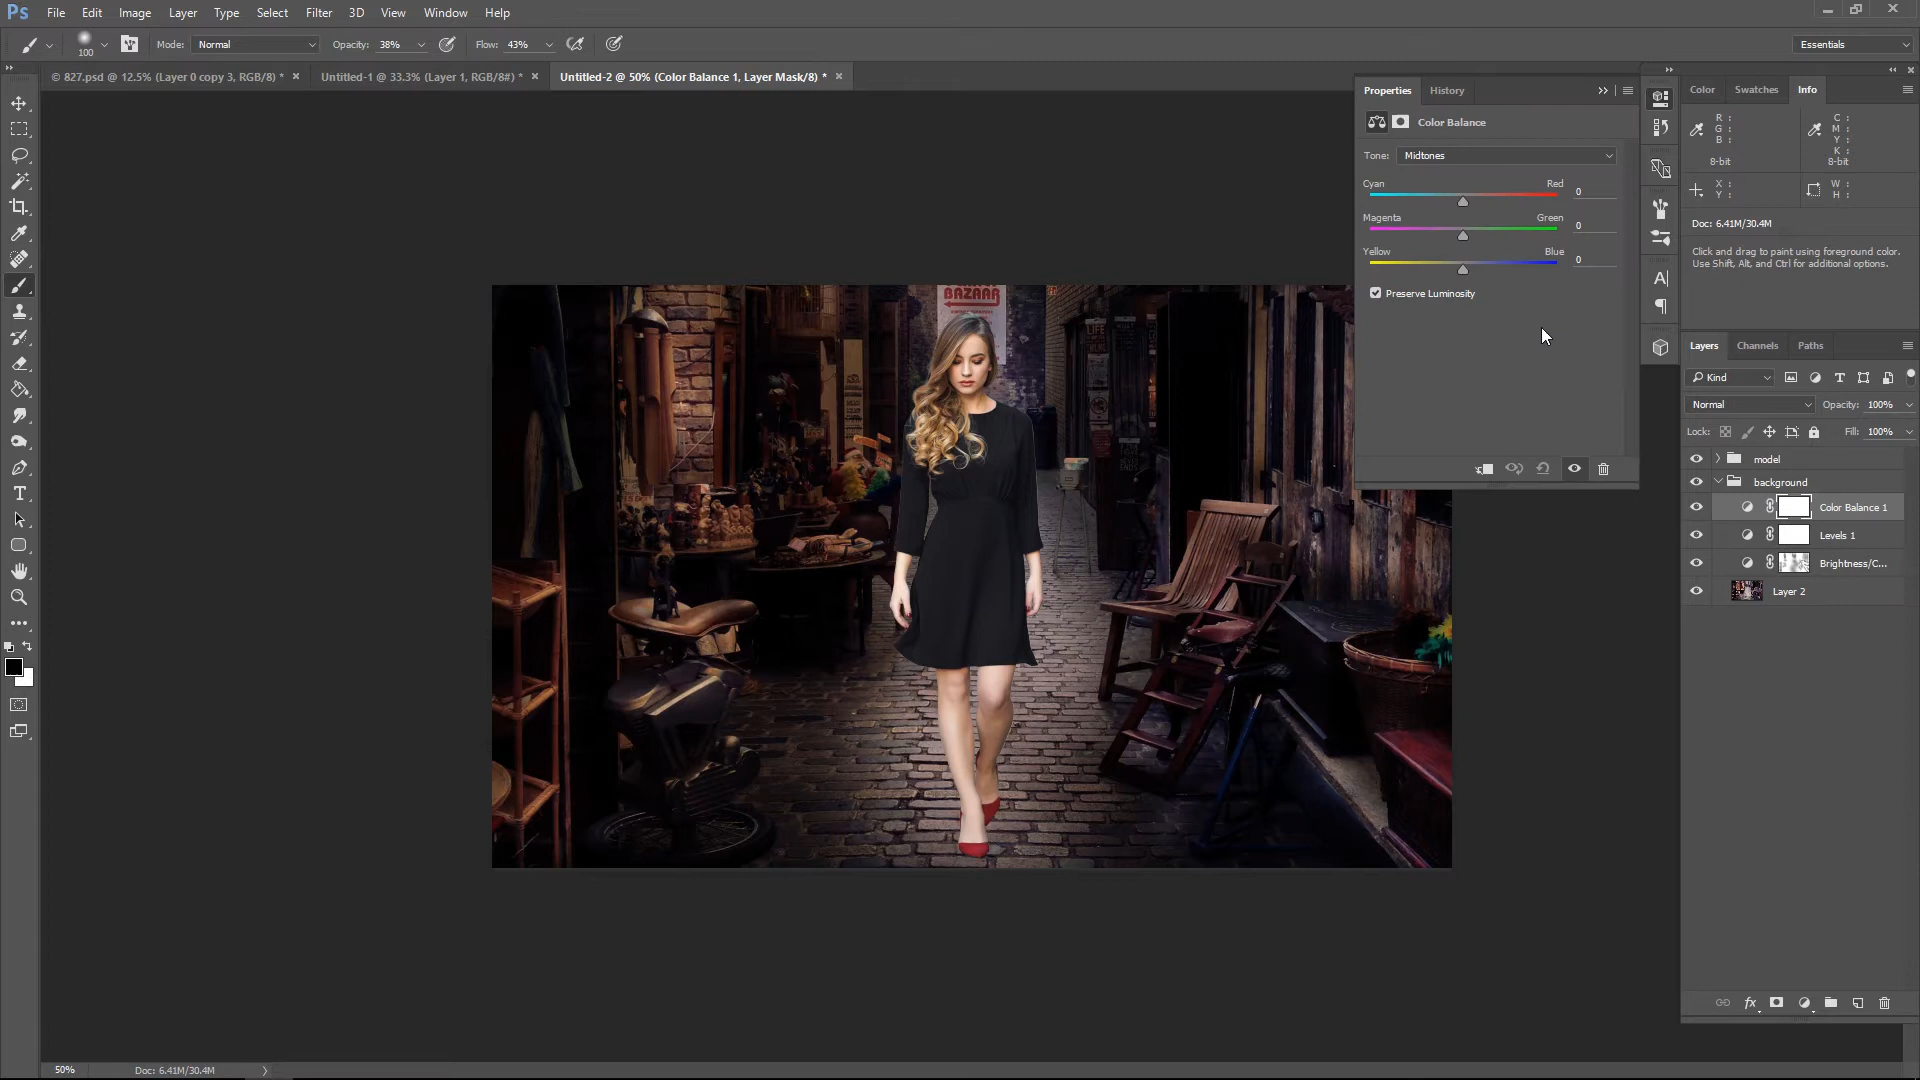 Ps File Edit Image Layer Type Select Filter 3D View Window Help
100 Mode: Normal Opacity: 38% Flow: 43% Essentials
© 827.psd @ 12.5% (Layer 0 copy 3, RGB/8) * Untitled-1 @ 33.3% (Layer 1, RGB/8#) * Untitled-2 @ 50% (Color Balance 1, Layer Mask/8) *
Properties History
Color Balance
Tone: Midtones
Cyan Red 0
Magenta Green 0
Yellow Blue 0
Preserve Luminosity
Color Swatches Info
R : C :
G : M :
B : Y :
K :
8-bit 8-bit
X : W :
Y : H :
Doc: 6.41M/30.4M
Click and drag to paint using foreground color.
Use Shift, Alt, and Ctrl for additional options.
Layers Channels Paths
Kind
Normal Opacity: 100%
Lock: Fill: 100%
model
background
Color Balance 1
Levels 1
Brightness/C...
Layer 2
BAZAAR
LIFE
50% Doc: 6.41M/30.4M